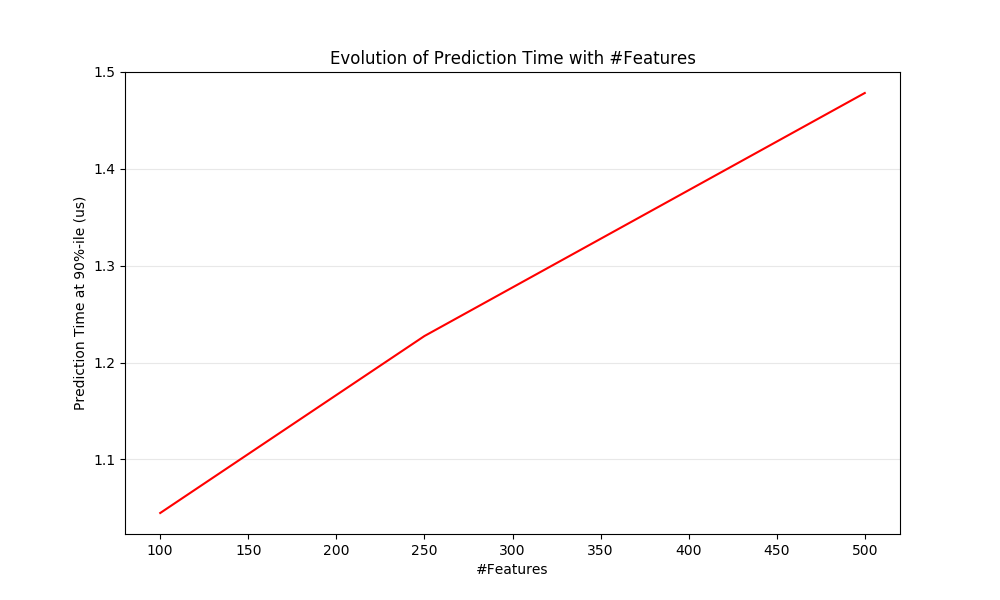 Evolution of Prediction Time with #Features
Prediction Time at 90%-ile (us)
1.5
1.4
1.3
1.2
1.1
100 150 200 250 300 350 400 450 500
#Features